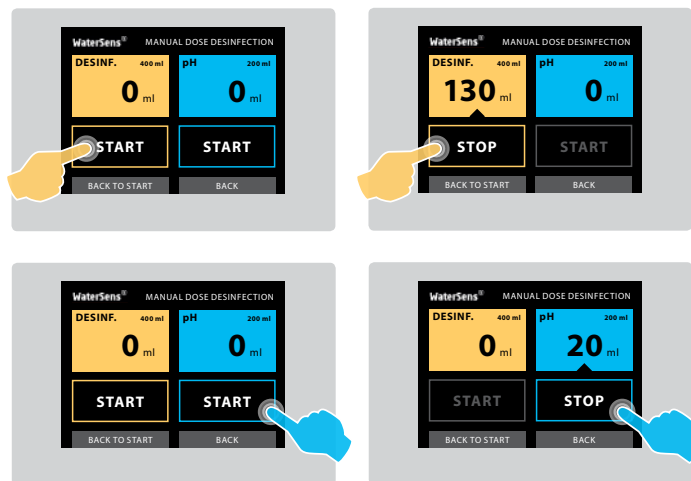 WaterSens® MANUAL DOSE DESINFECTION
DESINF. 400 ml pH 200 ml
0 ml 0 ml
START START
BACK TO START BACK
WaterSens® MANUAL DOSE DESINFECTION
DESINF. 400 ml pH 200 ml
130 ml 0 ml
STOP START
BACK TO START BACK
WaterSens® MANUAL DOSE DESINFECTION
DESINF. 400 ml pH 200 ml
0 ml 0 ml
START START
BACK TO START BACK
WaterSens® MANUAL DOSE DESINFECTION
DESINF. 400 ml pH 200 ml
0 ml 20 ml
START STOP
BACK TO START BACK